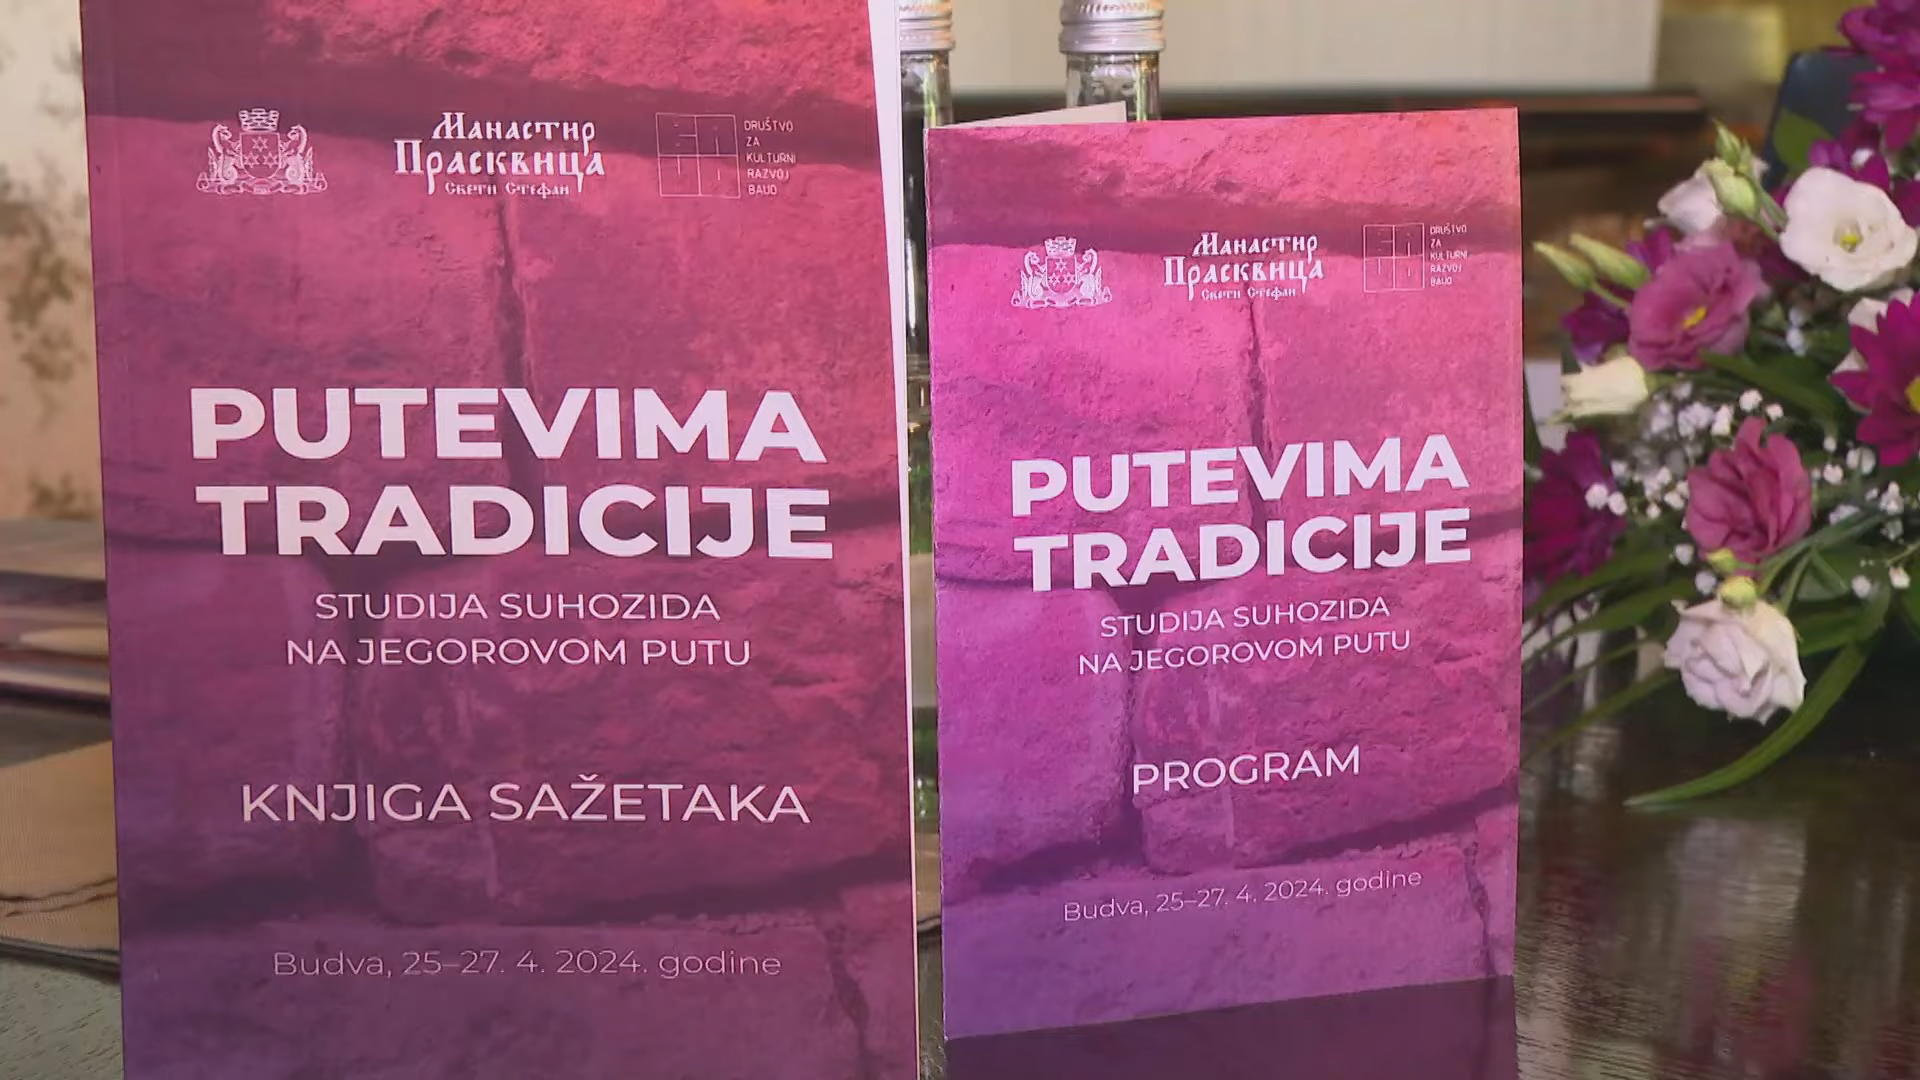 Манастир
Прасквица
Свети Стефан
DRUŠTVO
ZA
KULTURNI
RAZVOJ
BAUO
PUTEVIMA
TRADICIJE
STUDIJA SUHOZIDA
NA JEGOROVOM PUTU
KNJIGA SAŽETAKA
Budva, 25–27. 4. 2024. godine
Манастир
Прасквица
Свети Стефан
DRUŠTVO
ZA
KULTURNI
RAZVOJ
BAUO
PUTEVIMA
TRADICIJE
STUDIJA SUHOZIDA
NA JEGOROVOM PUTU
PROGRAM
Budva, 25–27. 4. 2024. godine